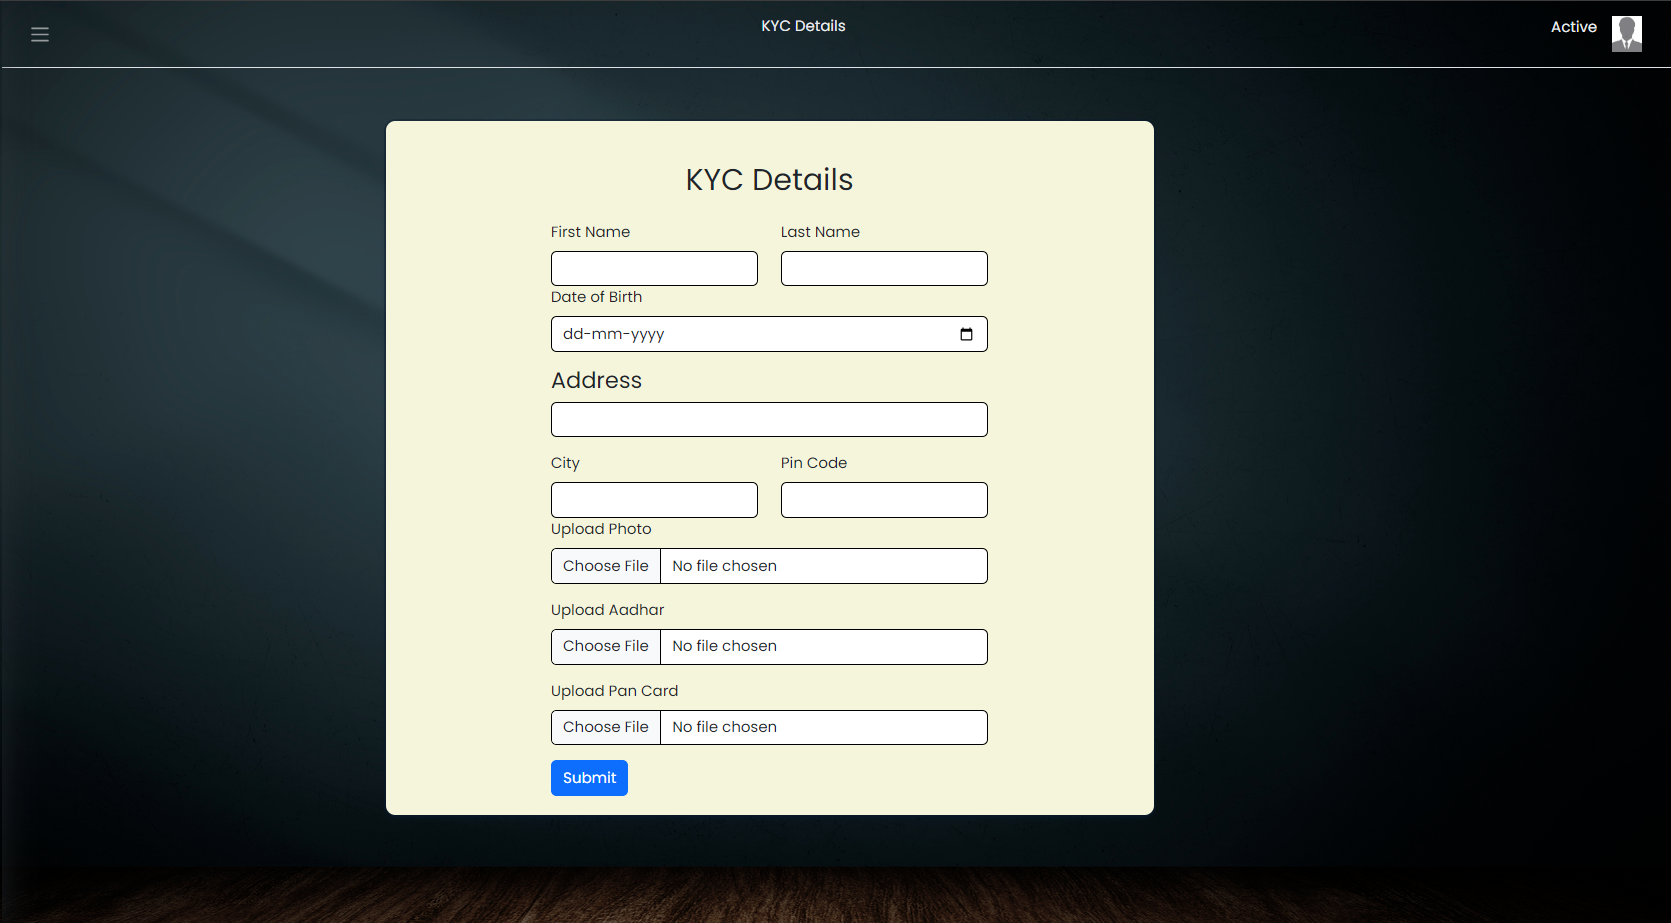 KYC Details
Active
KYC Details
First Name Last Name
Date of Birth
dd-mm-yyyy
Address
City Pin Code
Upload Photo
Choose File No file chosen
Upload Aadhar
Choose File No file chosen
Upload Pan Card
Choose File No file chosen
Submit